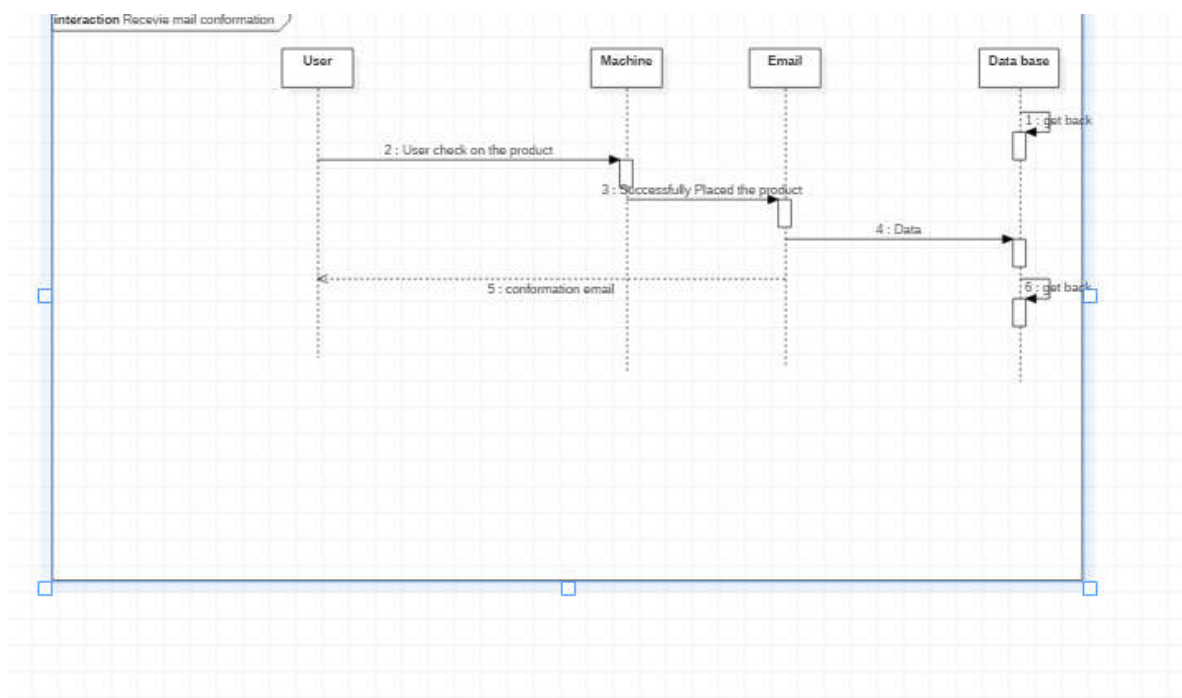 interaction Recevie mail conformation
User
Machine
Email
Data base
1 : get back
2 : User check on the product
3 : Successfully Placed the product
4 : Data
5 : conformation email
6 : get back